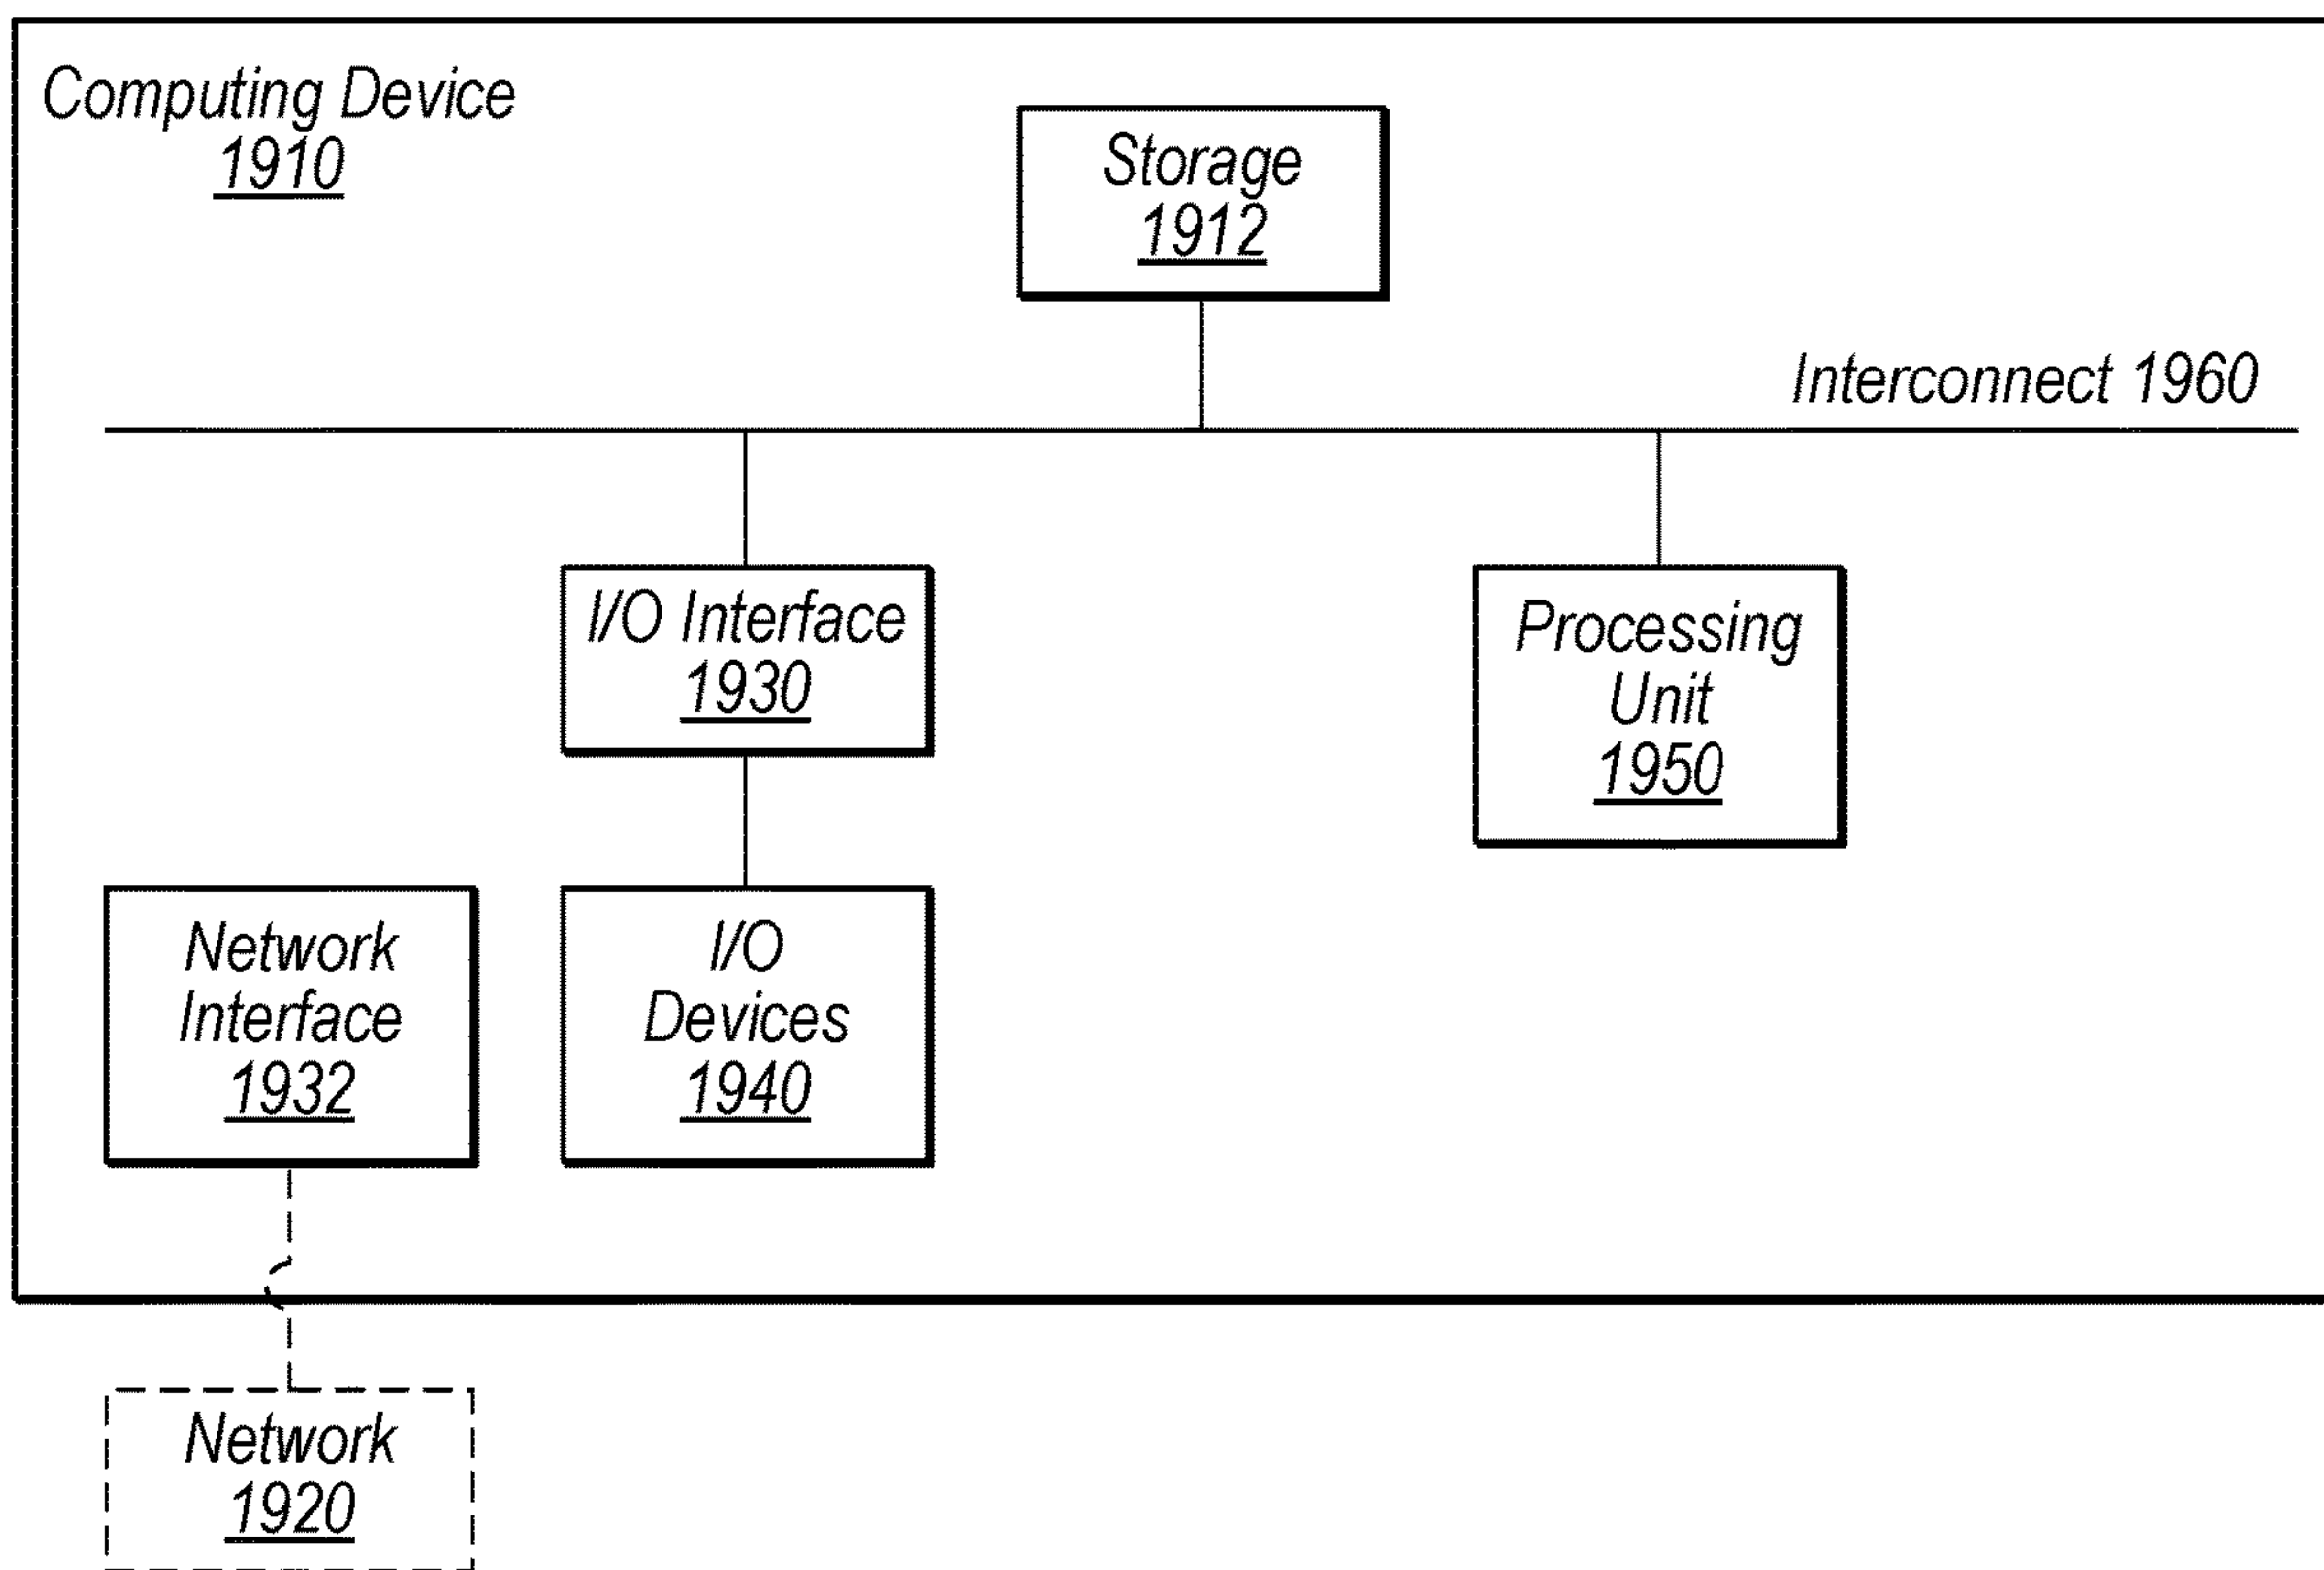 Computing Device
1910
Storage
1912
Interconnect 1960
I/O Interface
1930
Processing
Unit
1950
Network
Interface
1932
I/O
Devices
1940
Network
1920